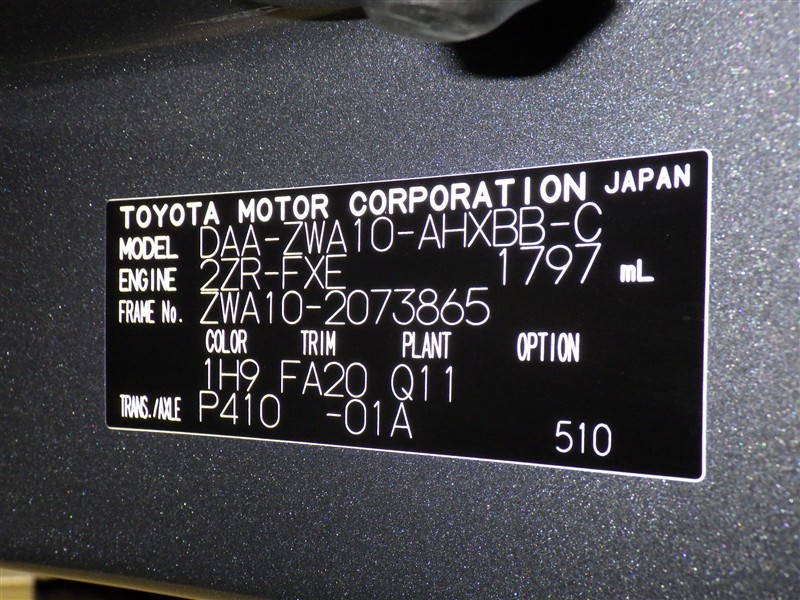 TOYOTA MOTOR CORPORATION JAPAN
MODEL DAA-ZWA10-AHXBB-C
ENGINE 2ZR-FXE 1797 mL
FRAME No. ZWA10-2073865
COLOR TRIM PLANT OPTION
1H9 FA20 Q11
TRANS./AXLE P410 -01A
510